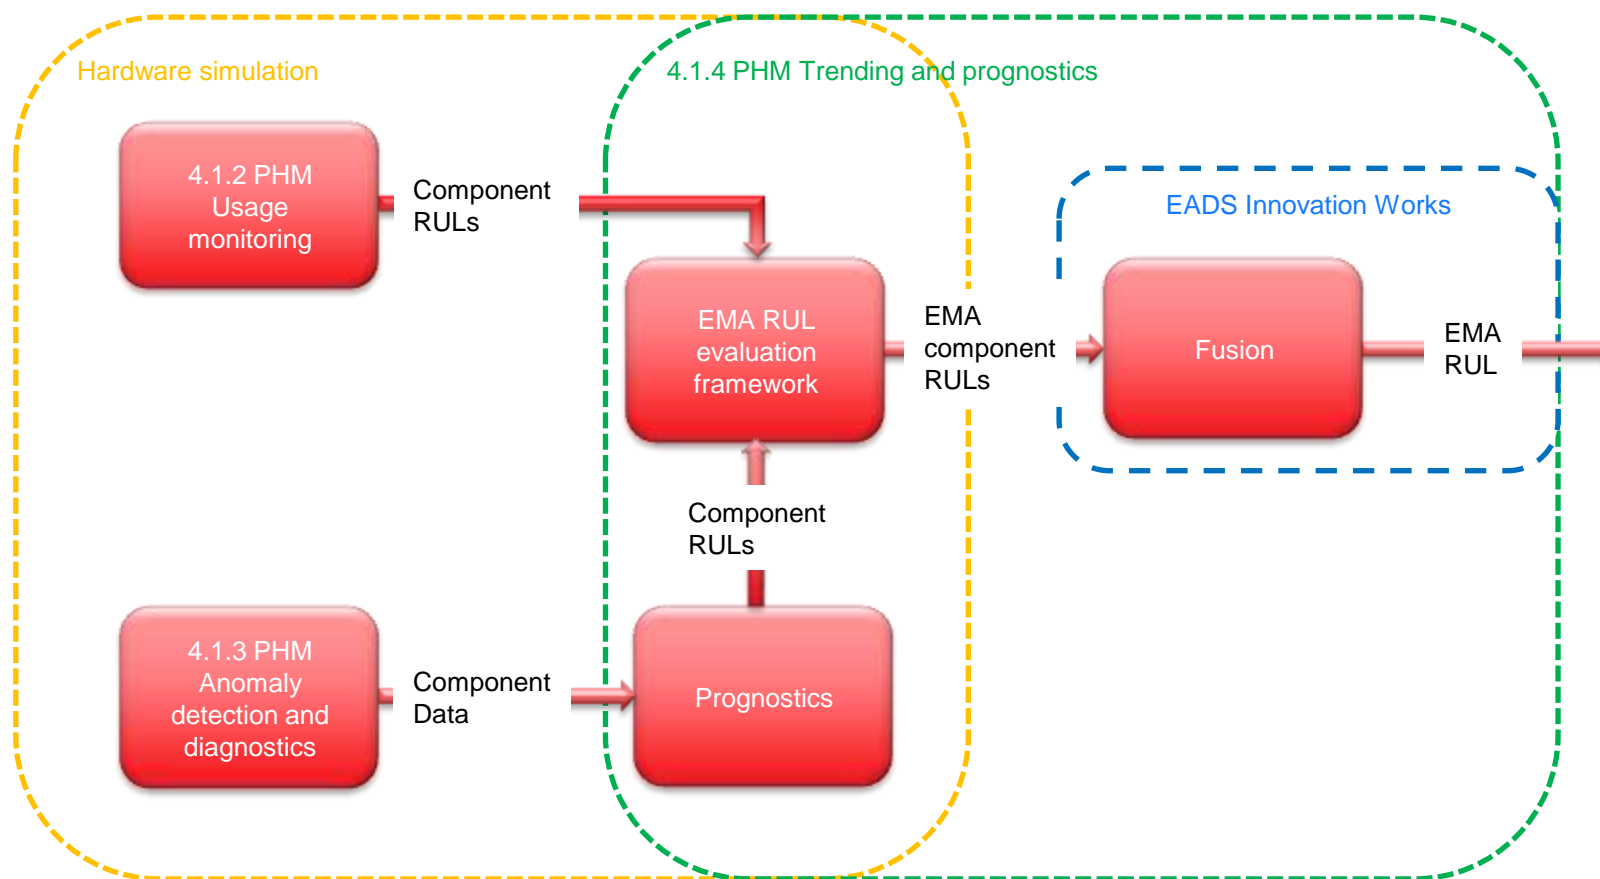 Hardware simulation
4.1.4 PHM Trending and prognostics
4.1.2 PHM
Usage
monitoring
Component
RULs
EADS Innovation Works
EMA RUL
evaluation
framework
EMA
component
RULs
Fusion
EMA
RUL
Component
RULs
4.1.3 PHM
Anomaly
detection and
diagnostics
Component
Data
Prognostics